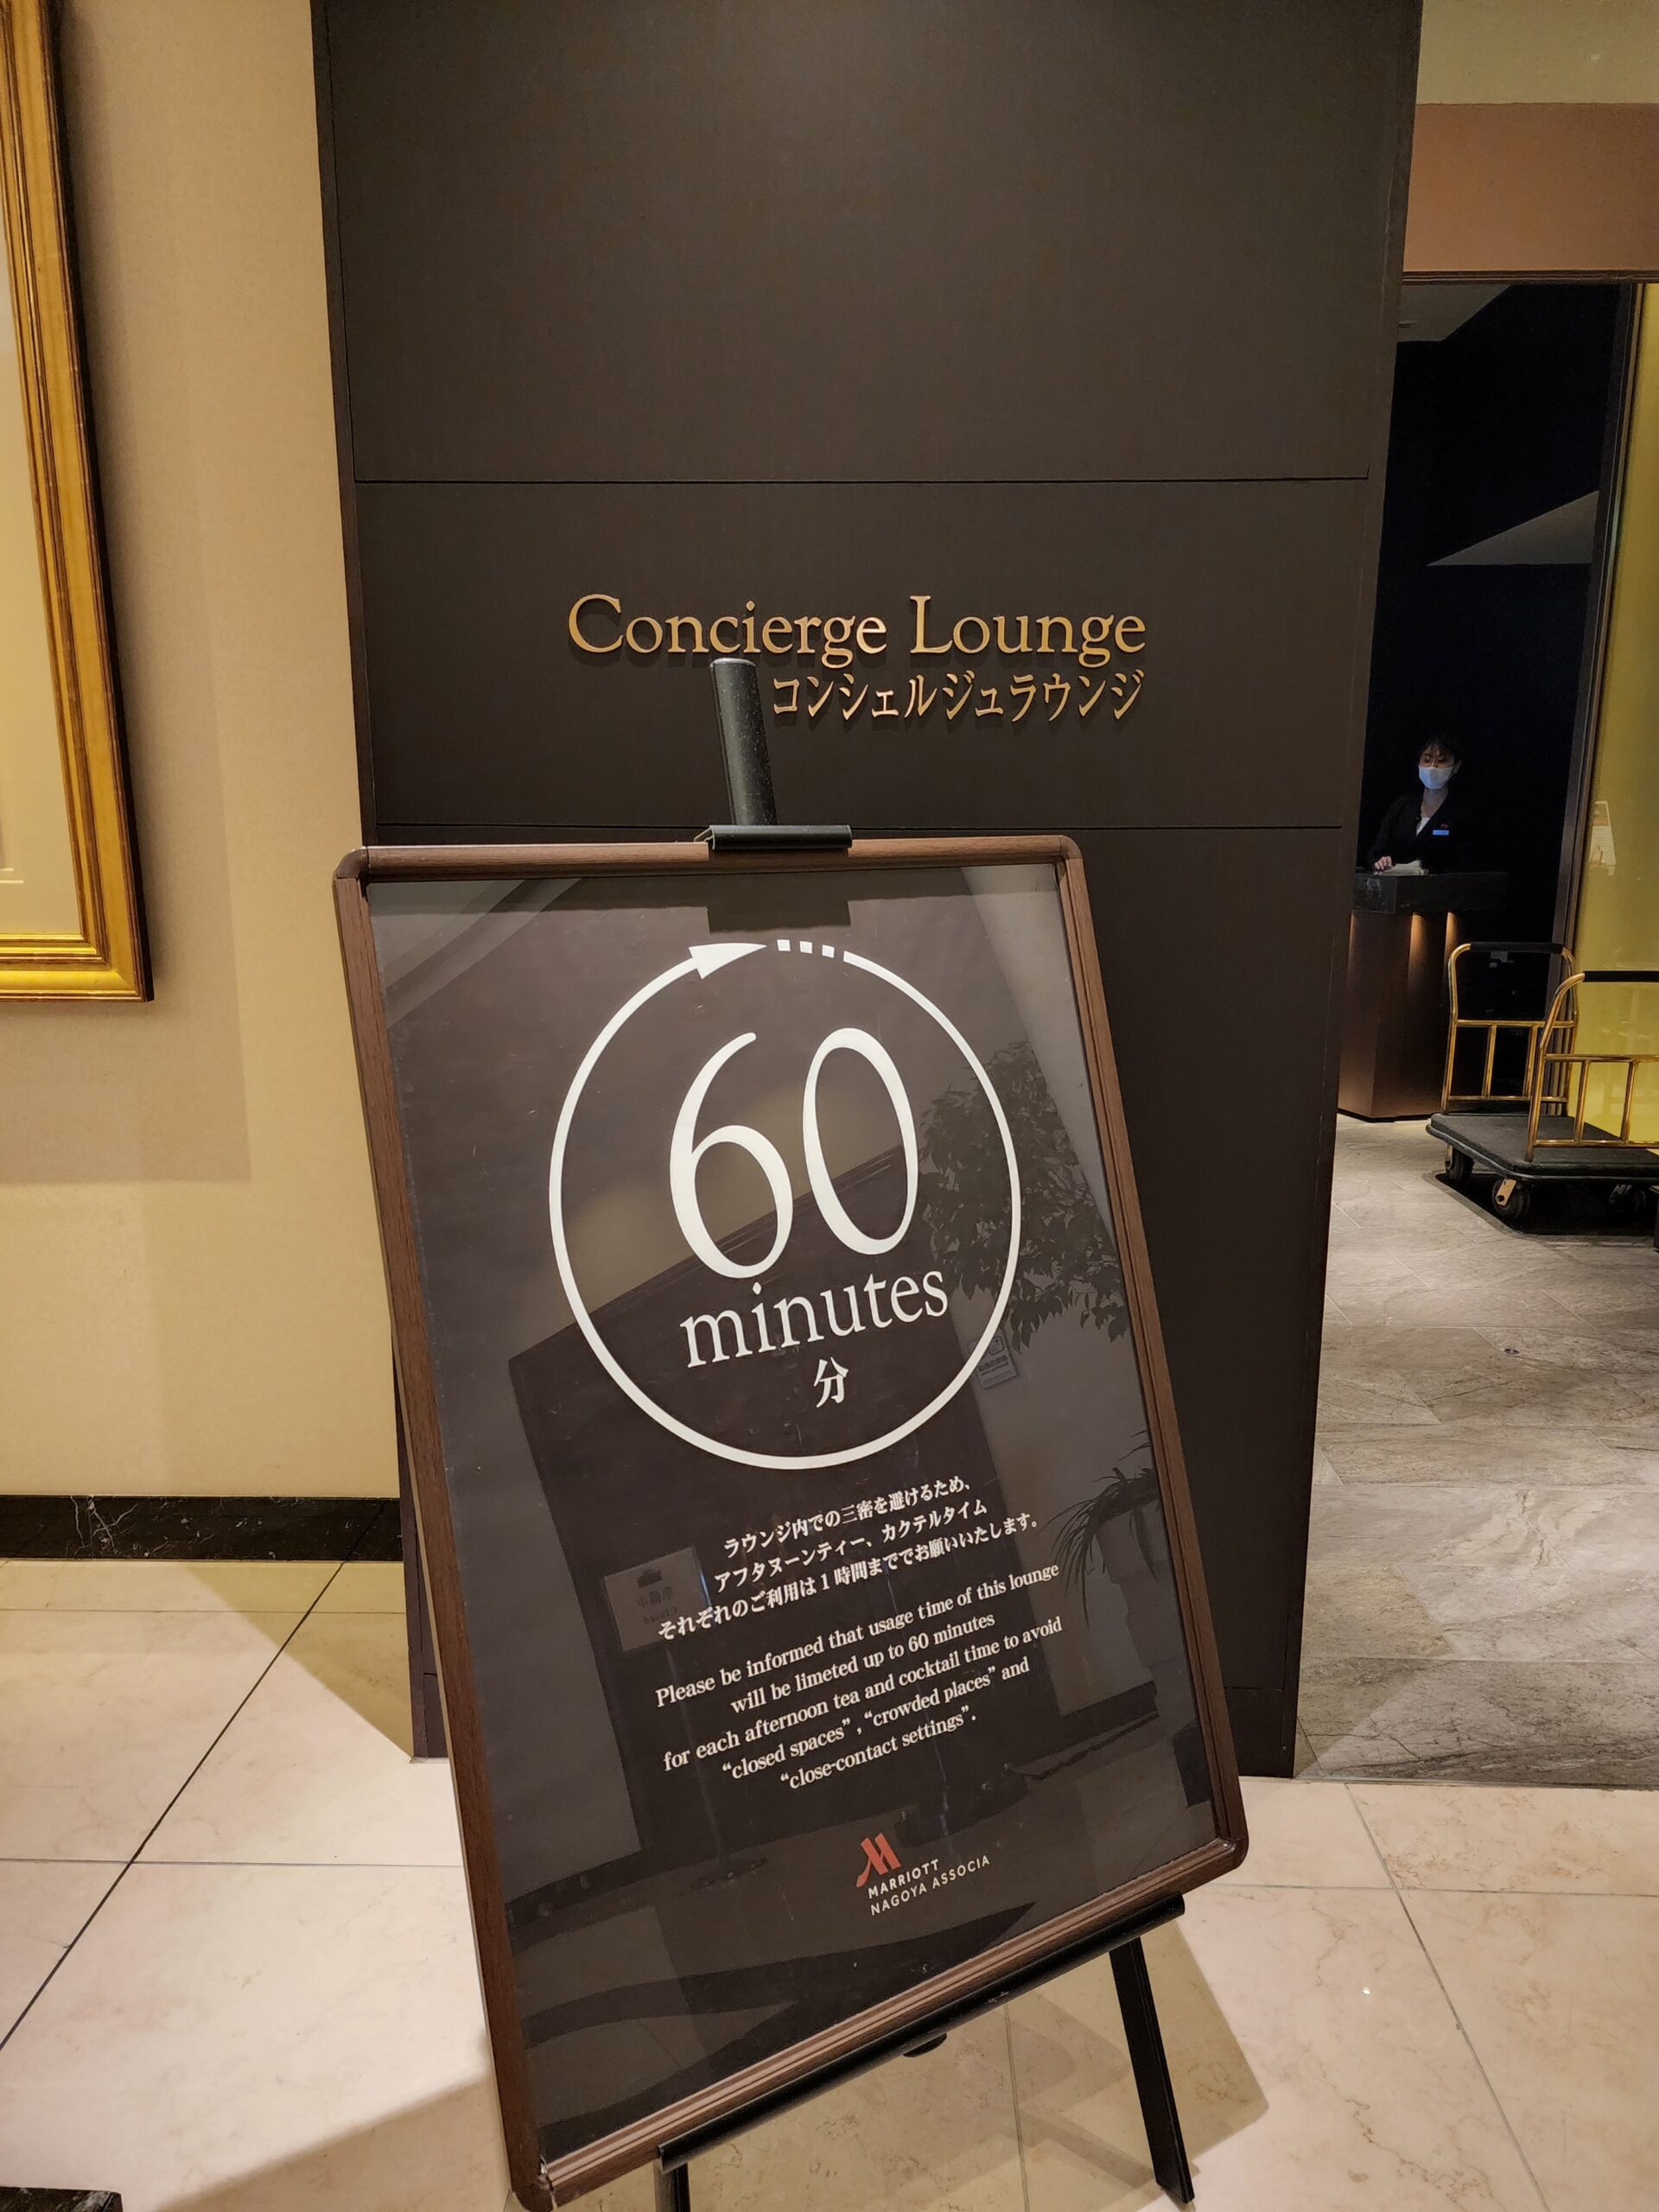 Concierge Lounge
コンシェルジュラウンジ
60
minutes
分
ラウンジ内での三密を避けるため、
アフタヌーンティー、カクテルタイム
それぞれのご利用は1時間まででお願いいたします。
Please be informed that usage time of this lounge
will be limeted up to 60 minutes
for each afternoon tea and cocktail time to avoid
“closed spaces” , “crowded places” and
“close-contact settings”.
MARRIOTT
NAGOYA ASSOCIA